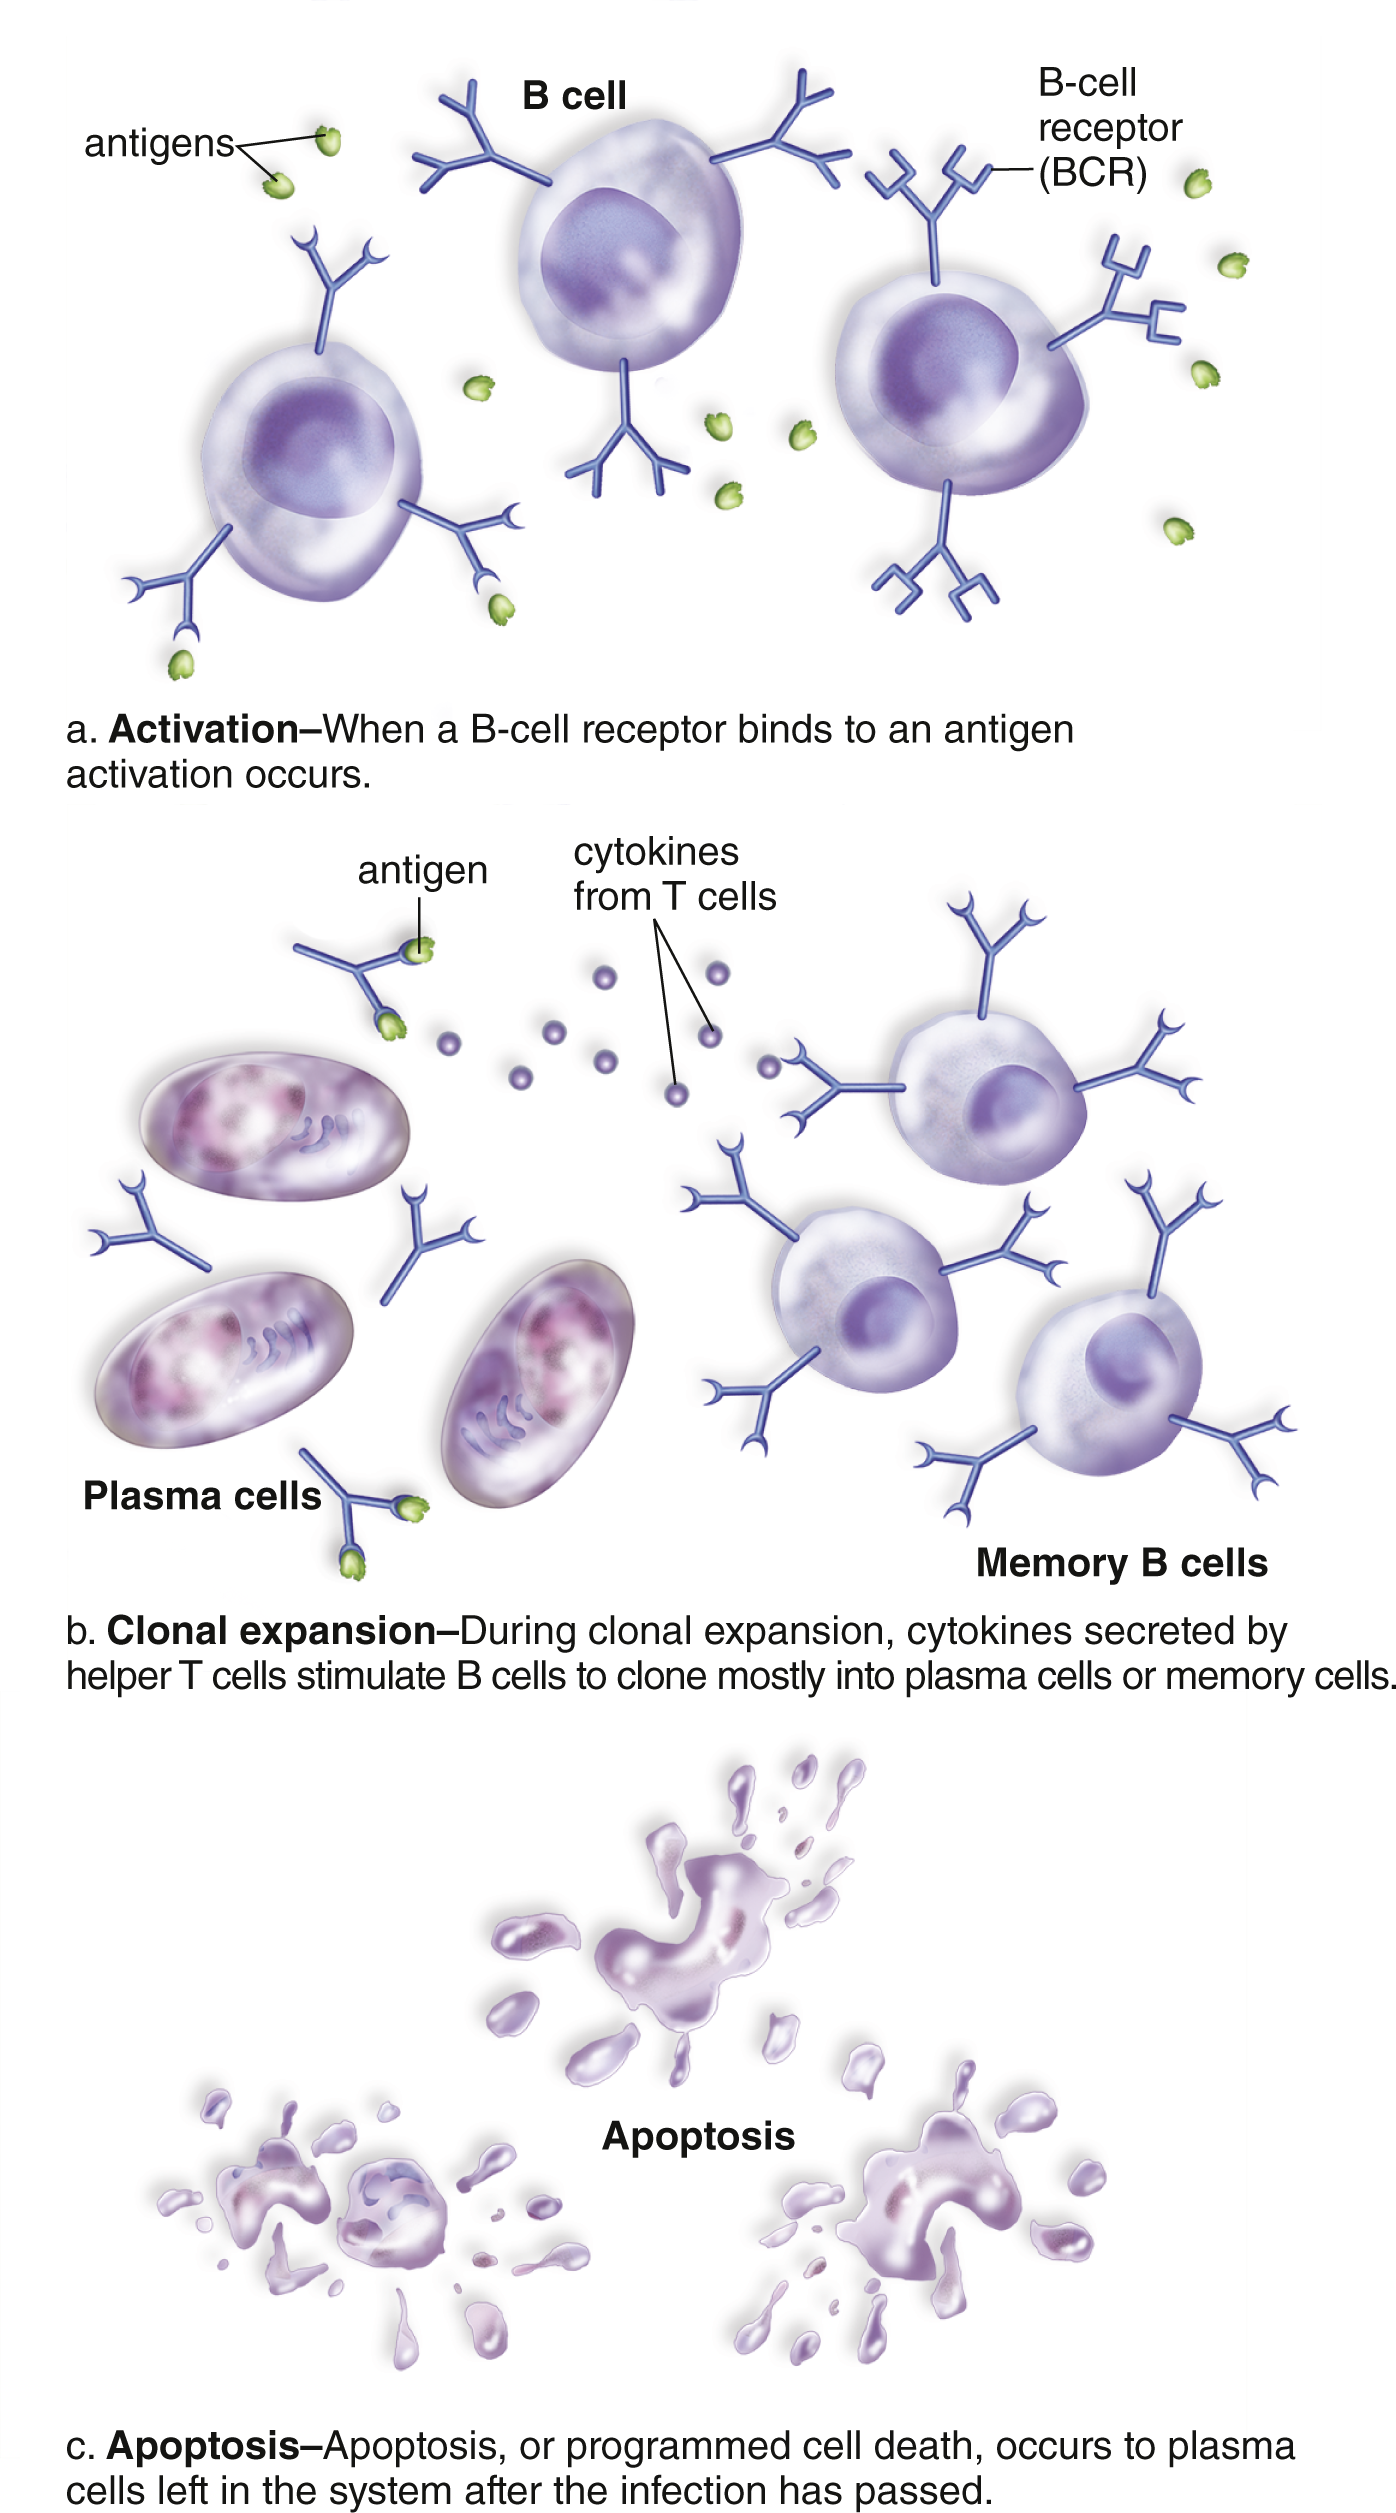 B cell
B-cell
receptor
(BCR)
antigens
a. Activation–When a B-cell receptor binds to an antigen
activation occurs.
antigen
cytokines
from T cells
Plasma cells
Memory B cells
b. Clonal expansion–During clonal expansion, cytokines secreted by
helper T cells stimulate B cells to clone mostly into plasma cells or memory cells.
Apoptosis
c. Apoptosis–Apoptosis, or programmed cell death, occurs to plasma
cells left in the system after the infection has passed.